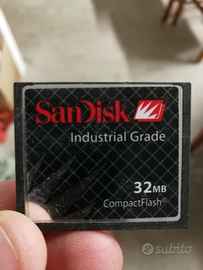 SanDisk
Industrial Grade
32MB
CompactFlash®
subito